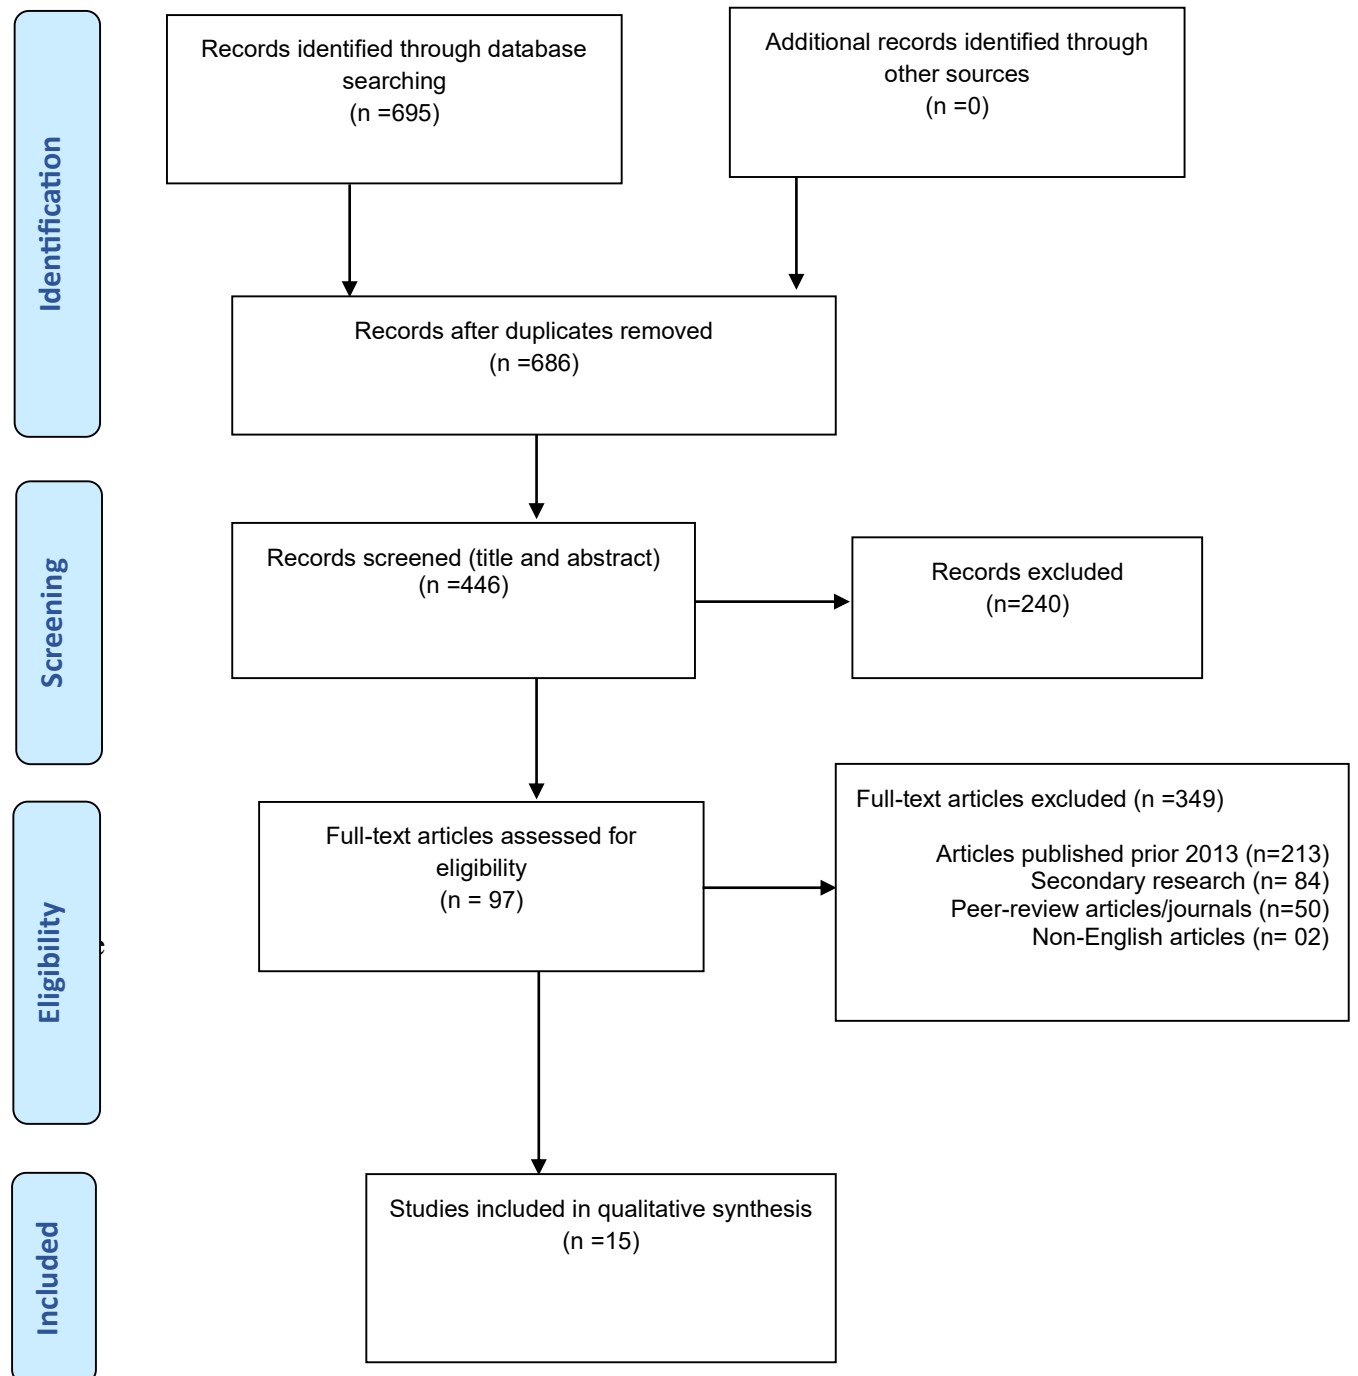 Identification
Records identified through database
searching
(n =695)
Additional records identified through
other sources
(n =0)
Records after duplicates removed
(n =686)
Screening
Records screened (title and abstract)
(n =446)
Records excluded
(n=240)
Eligibility
Full-text articles assessed for
eligibility
(n = 97)
Full-text articles excluded (n =349)
Articles published prior 2013 (n=213)
Secondary research (n= 84)
Peer-review articles/journals (n=50)
Non-English articles (n= 02)
Included
Studies included in qualitative synthesis
(n =15)